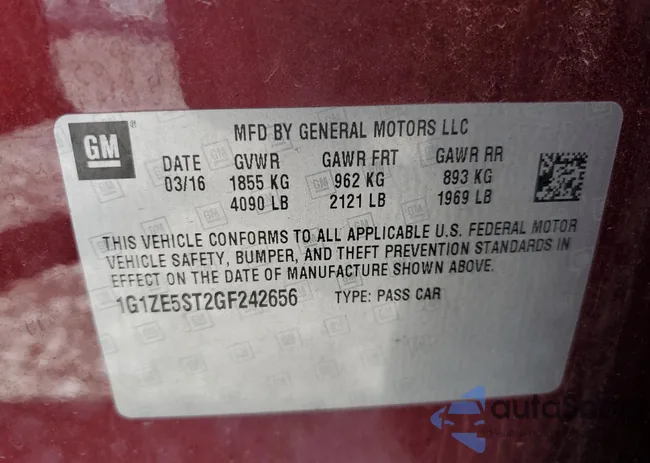 GM
MFD BY GENERAL MOTORS LLC
DATE GVWR GAWR FRT GAWR RR
03/16 1855 KG 962 KG 893 KG
4090 LB 2121 LB 1969 LB
THIS VEHICLE CONFORMS TO ALL APPLICABLE U.S. FEDERAL MOTOR
VEHICLE SAFETY, BUMPER, AND THEFT PREVENTION STANDARDS IN
EFFECT ON THE DATE OF MANUFACTURE SHOWN ABOVE.
1G1ZE5ST2GF242656 TYPE: PASS CAR